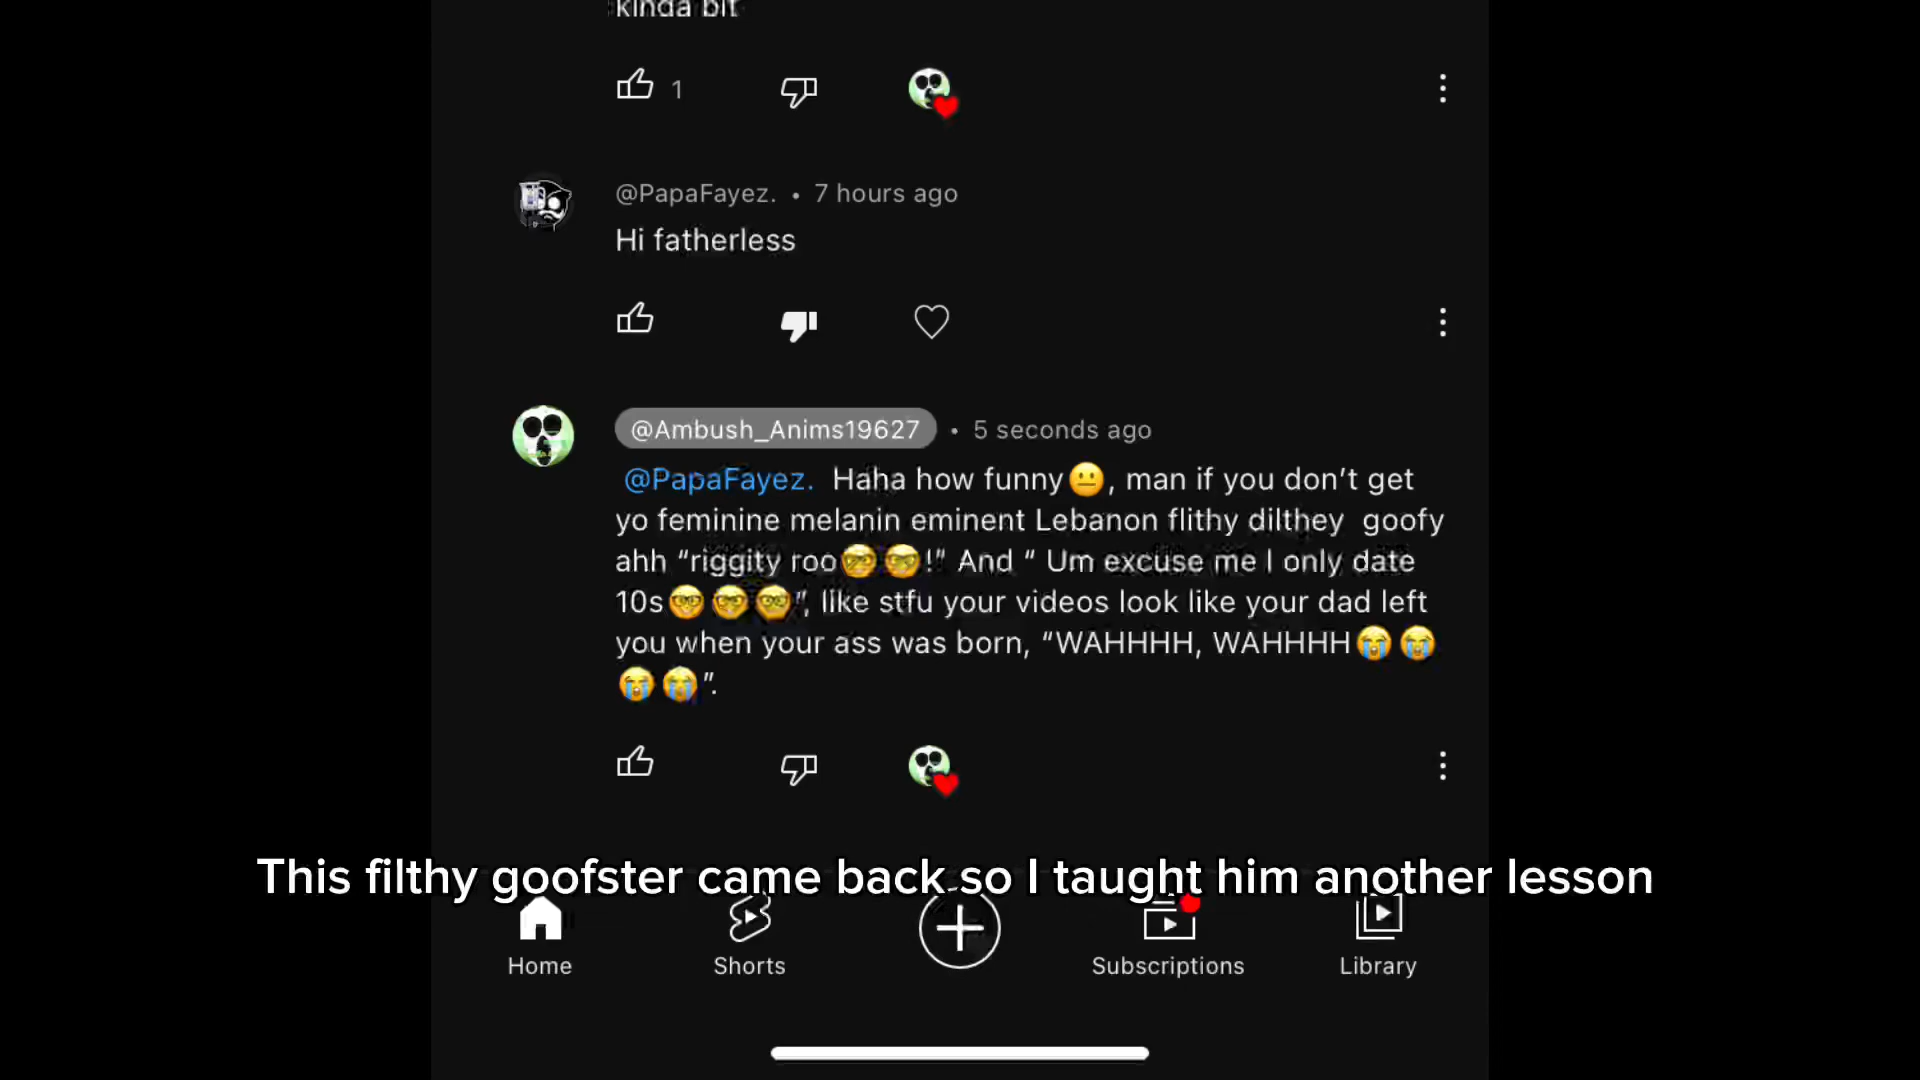 kinda bit
1
@PapaFayez. • 7 hours ago
Hi fatherless
@Ambush_Anims19627 • 5 seconds ago
@PapaFayez. Haha how funny😐, man if you don’t get
yo feminine melanin eminent Lebanon flithy dilthey goofy
ahh “riggity roo🤓🤓!” And “ Um excuse me I only date
10s🤓🤓🤓”, like stfu your videos look like your dad left
you when your ass was born, “WAHHHH, WAHHHH😭😭
😭😭”.
This filthy goofster came back so I taught him another lesson
Home Shorts Subscriptions Library